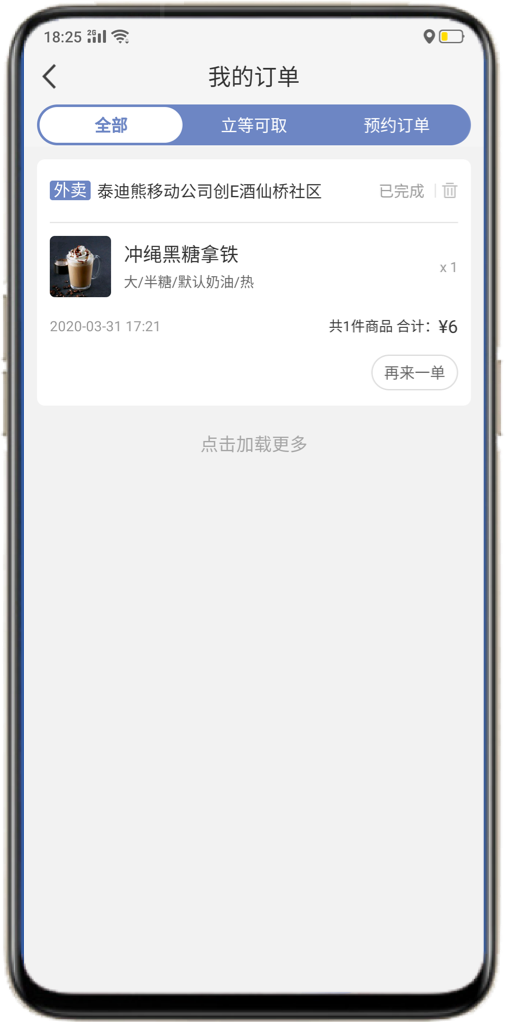 18:25 2G
我的订单
全部 立等可取 预约订单
外卖 泰迪熊移动公司创E酒仙桥社区 已完成
冲绳黑糖拿铁
x 1
大/半糖/默认奶油/热
2020-03-31 17:21 共1件商品 合计：¥6
再来一单
点击加载更多